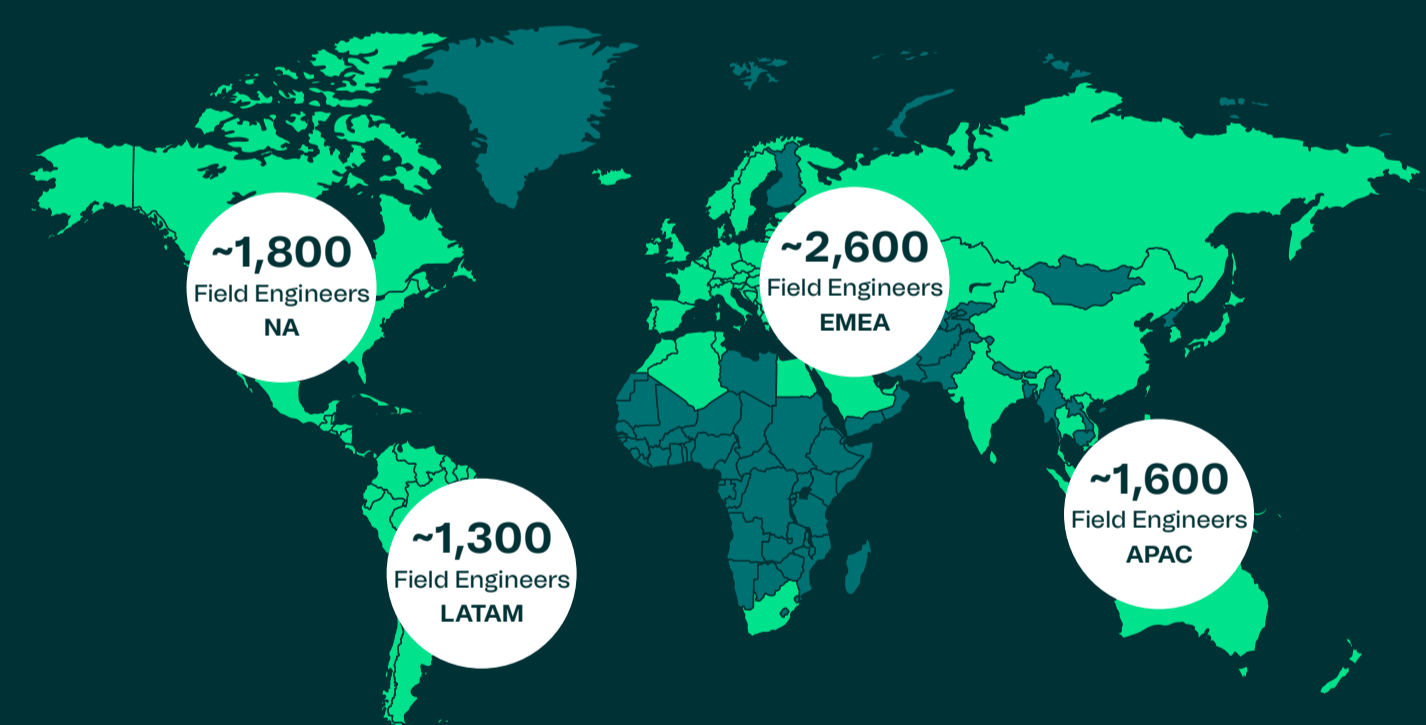 ~1,800
Field Engineers
NA
~2,600
Field Engineers
EMEA
~1,300
Field Engineers
LATAM
~1,600
Field Engineers
APAC